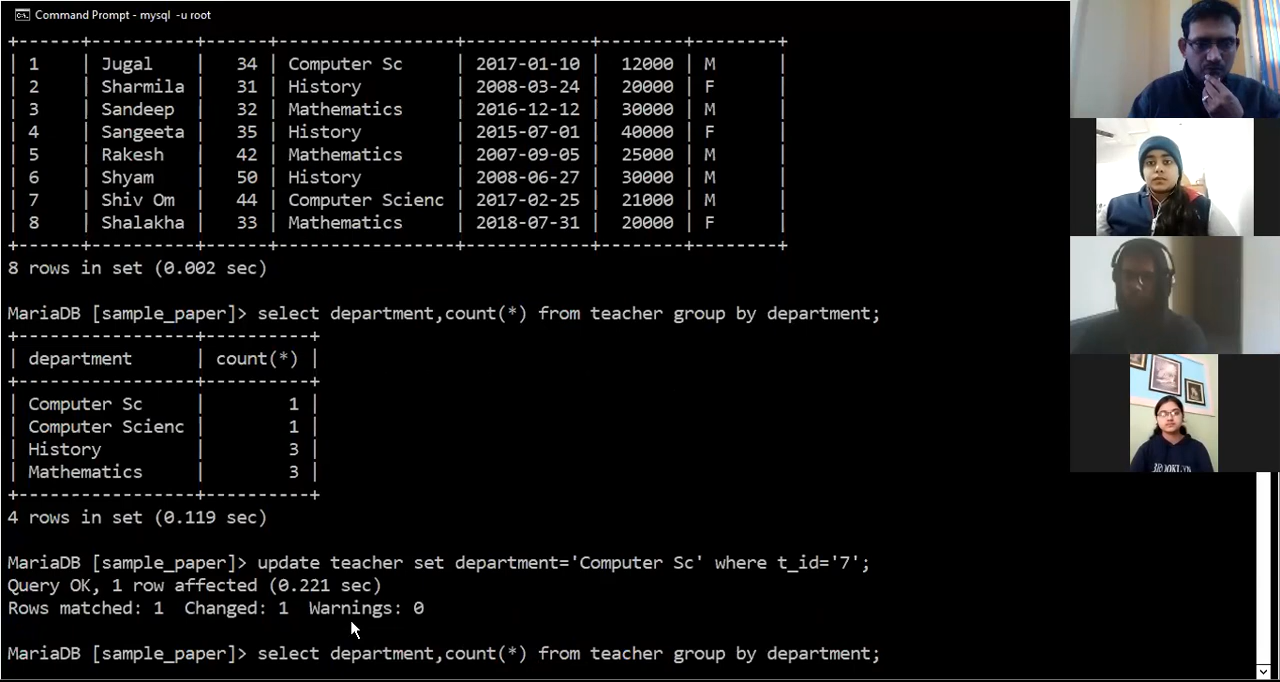 Command Prompt - mysql -u root
+------+----------+------+----------------+------------+-------+--------+
| 1 | Jugal | 34 | Computer Sc | 2017-01-10 | 12000 | M |
| 2 | Sharmila | 31 | History | 2008-03-24 | 20000 | F |
| 3 | Sandeep | 32 | Mathematics | 2016-12-12 | 30000 | M |
| 4 | Sangeeta | 35 | History | 2015-07-01 | 40000 | F |
| 5 | Rakesh | 42 | Mathematics | 2007-09-05 | 25000 | M |
| 6 | Shyam | 50 | History | 2008-06-27 | 30000 | M |
| 7 | Shiv Om | 44 | Computer Scienc | 2017-02-25 | 21000 | M |
| 8 | Shalakha | 33 | Mathematics | 2018-07-31 | 20000 | F |
+------+----------+------+----------------+------------+-------+--------+
8 rows in set (0.002 sec)
MariaDB [sample_paper]> select department,count(*) from teacher group by department;
+-----------------+----------+
| department | count(*) |
+-----------------+----------+
| Computer Sc | 1 |
| Computer Scienc | 1 |
| History | 3 |
| Mathematics | 3 |
+-----------------+----------+
4 rows in set (0.119 sec)
MariaDB [sample_paper]> update teacher set department='Computer Sc' where t_id='7';
Query OK, 1 row affected (0.221 sec)
Rows matched: 1 Changed: 1 Warnings: 0
MariaDB [sample_paper]> select department,count(*) from teacher group by department;
BROOKLYN